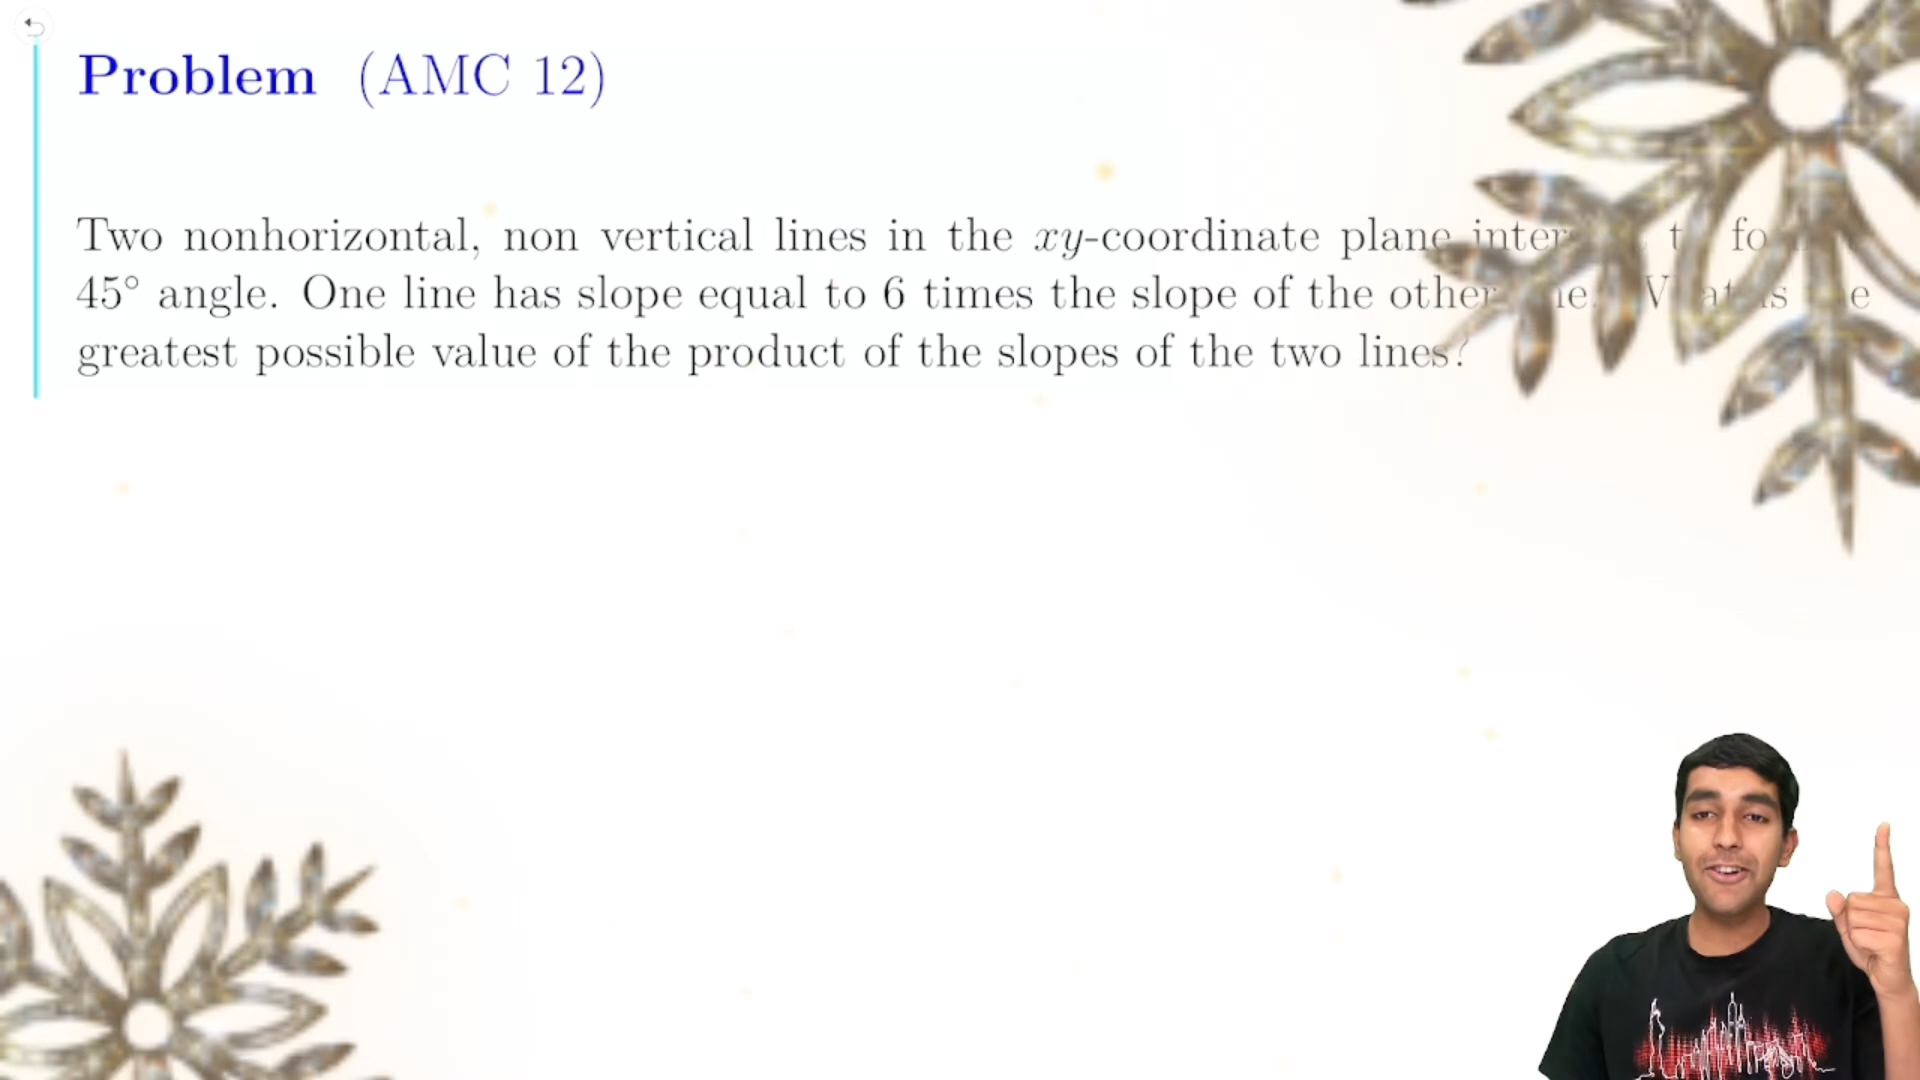 Problem (AMC 12)
Two nonhorizontal, non vertical lines in the xy-coordinate plane
45° angle. One line has slope equal to 6 times the slope of the other
greatest possible value of the product of the slopes of the two lines?